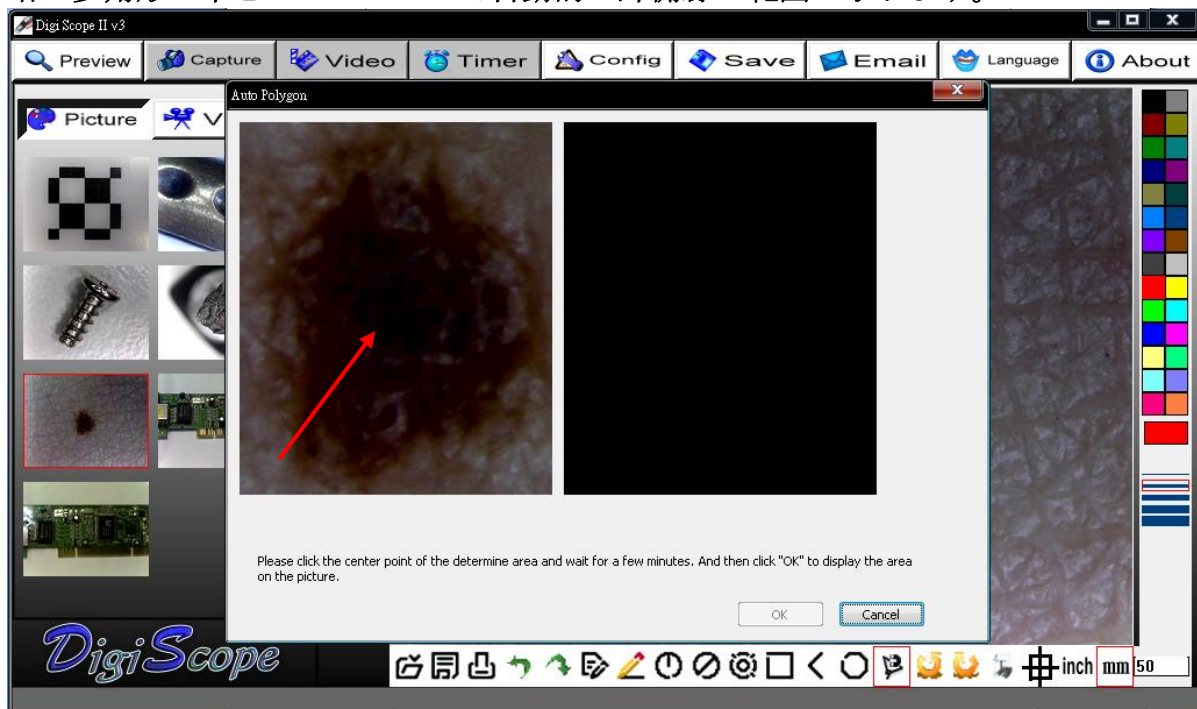 Digi Scope II v3
Preview Capture Video Timer Config Save Email Language About
Auto Polygon
Picture V
Please click the center point of the determine area and wait for a few minutes. And then click "OK" to display the area
on the picture.
OK Cancel
DigiScope
inch mm 50